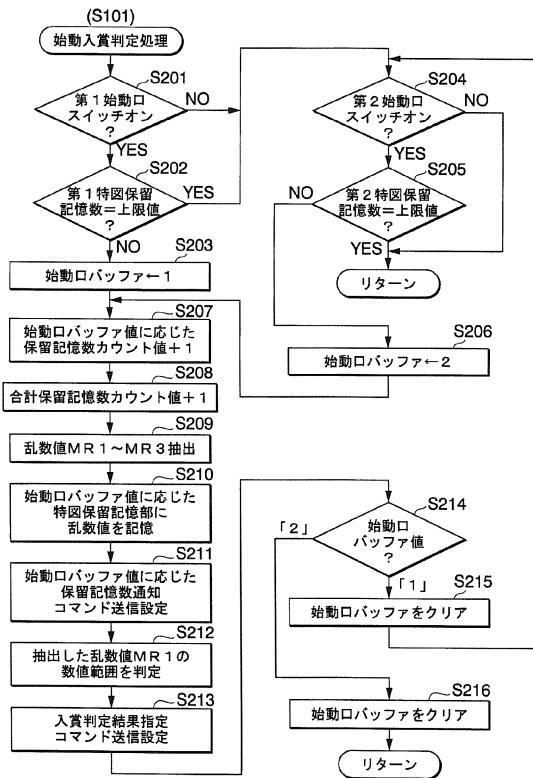 (S101)
始動入賞判定処理
S201
第1始動口
スイッチオン
?
NO
YES
S202
第1特図保留
記憶数=上限値
?
YES
NO
S203
始動口バッファ←1
S207
始動口バッファ値に応じた
保留記憶数カウント値+1
S208
合計保留記憶数カウント値+1
S209
乱数値MR1~MR3抽出
S210
始動口バッファ値に応じた
特図保留記憶部に
乱数値を記憶
S211
始動口バッファ値に応じた
保留記憶数通知
コマンド送信設定
S212
抽出した乱数値MR1の
数値範囲を判定
S213
入賞判定結果指定
コマンド送信設定
S204
第2始動口
スイッチオン
?
NO
YES
S205
第2特図保留
記憶数=上限値
?
NO
YES
リターン
S206
始動口バッファ←2
S214
始動口
バッファ値
?
「2」
「1」
S215
始動口バッファをクリア
S216
始動口バッファをクリア
リターン